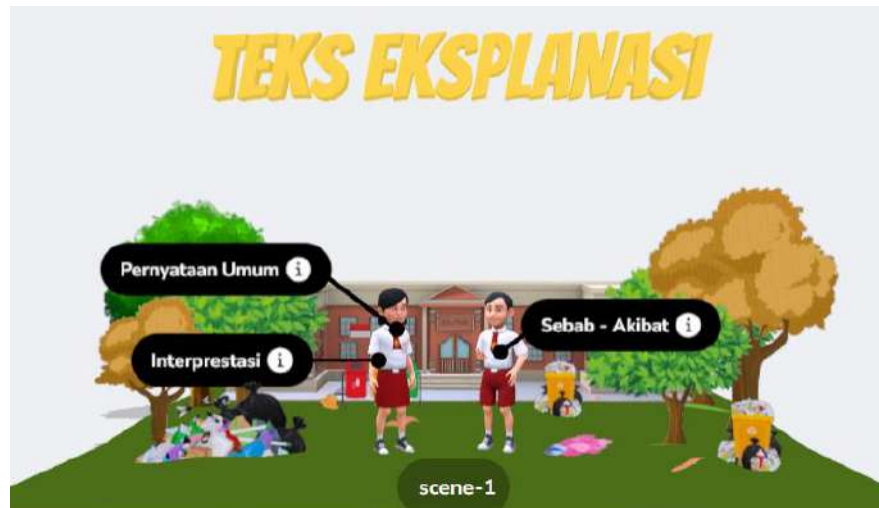 TEKS EKSPLANASI
Pernyataan Umum i
Sebab - Akibat i
Interprestasi i
scene-1